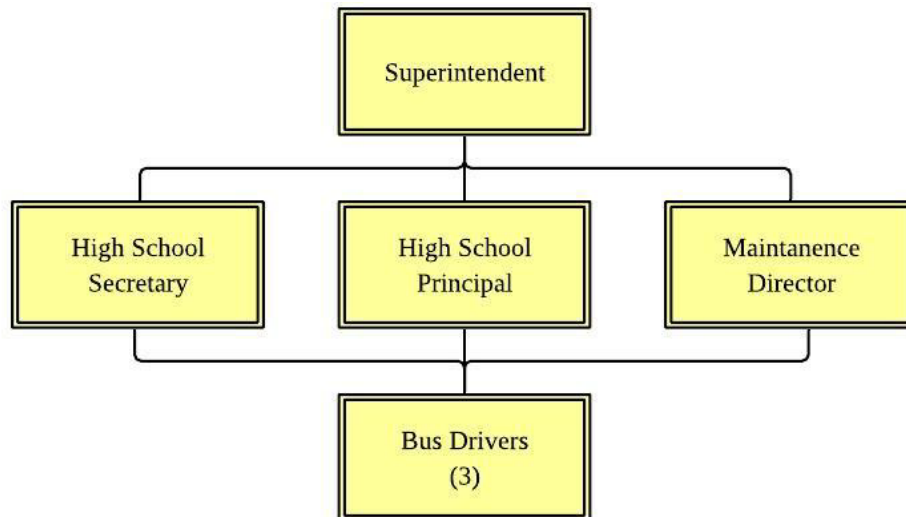 Superintendent
High School
Secretary
High School
Principal
Maintanence
Director
Bus Drivers
(3)